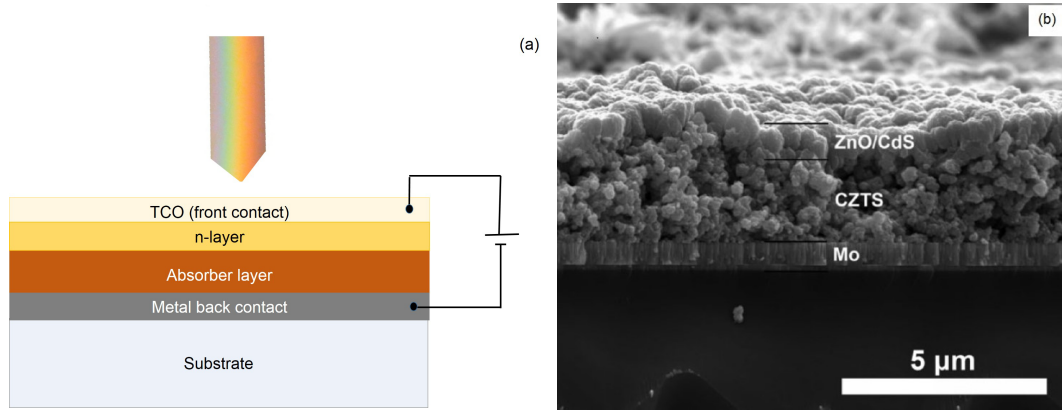 (a)
TCO (front contact)
n-layer
Absorber layer
Metal back contact
Substrate
(b)
ZnO/CdS
CZTS
Mo
5 µm